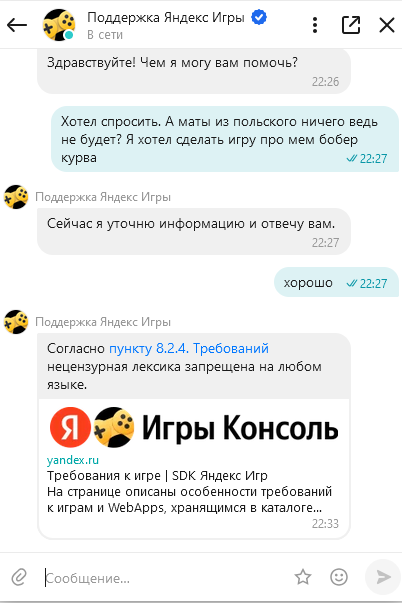 Поддержка Яндекс Игры
В сети
Здравствуйте! Чем я могу вам помочь?
22:26
Хотел спросить. А маты из польского ничего ведь
не будет? Я хотел сделать игру про мем бобер
курва
22:27
Поддержка Яндекс Игры
Сейчас я уточню информацию и отвечу вам.
22:27
хорошо 22:27
Поддержка Яндекс Игры
Согласно пункту 8.2.4. Требований
нецензурная лексика запрещена на любом
языке.
Я Игры Консоль
yandex.ru
Требования к игре | SDK Яндекс Игр
На странице описаны особенности требований
к играм и WebApps, хранящимся в каталоге...
22:33
Сообщение...